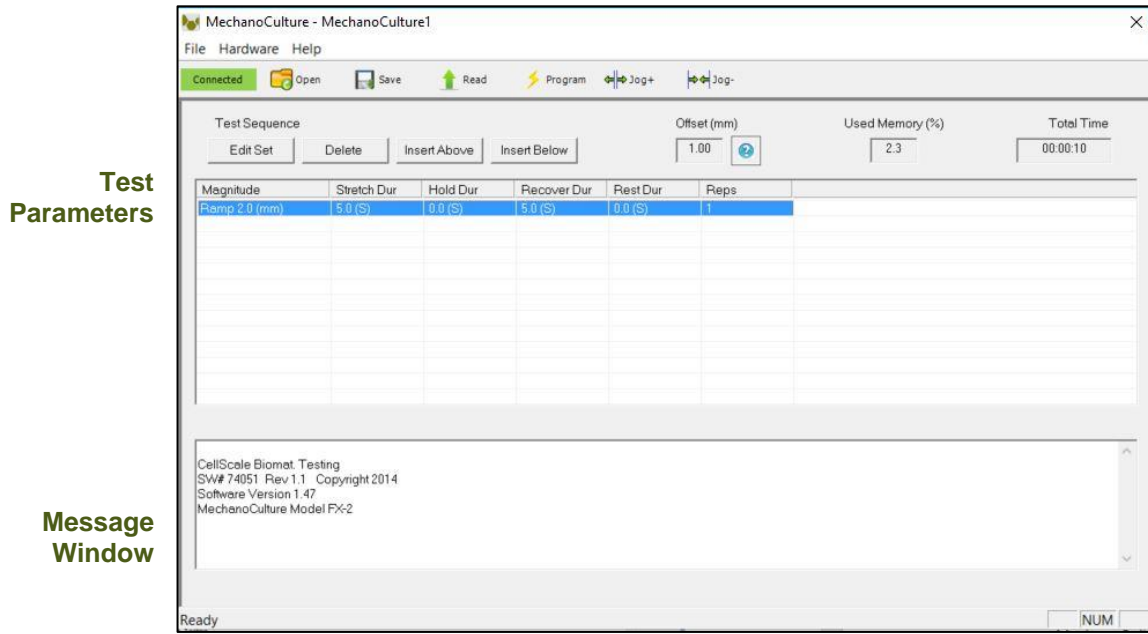 MechanoCulture - MechanoCulture1
File Hardware Help
Connected Open Save Read Program Jog+ Jog-
Test Sequence Offset (mm) Used Memory (%) Total Time
Edit Set Delete Insert Above Insert Below 1.00 2.3 00:00:10
Test
Parameters
Magnitude Stretch Dur Hold Dur Recover Dur Rest Dur Reps
Ramp 2.0 (mm) 5.0 (S) 0.0 (S) 5.0 (S) 0.0 (S) 1
CellScale Biomat. Testing
SW# 74051 Rev 1.1 Copyright 2014
Software Version 1.47
MechanoCulture Model FX-2
Message
Window
Ready NUM